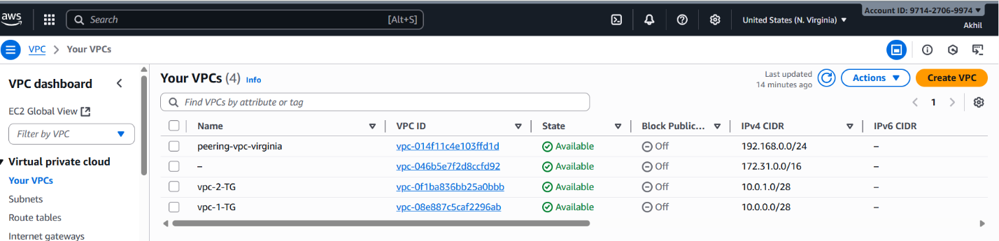 aws Search [Alt+S] United States (N. Virginia) Account ID: 9714-2706-9974
Akhil
VPC > Your VPCs
VPC dashboard
EC2 Global View
Filter by VPC
Virtual private cloud
Your VPCs
Subnets
Route tables
Internet gateways
Your VPCs (4) Info
Last updated
14 minutes ago
Actions
Create VPC
Find VPCs by attribute or tag
1
Name VPC ID State Block Public... IPv4 CIDR IPv6 CIDR
peering-vpc-virginia vpc-014f11c4e103ffd1d Available Off 192.168.0.0/24 –
– vpc-046b5e7f2d8ccfd92 Available Off 172.31.0.0/16 –
vpc-2-TG vpc-0f1ba836bb25a0bbb Available Off 10.0.1.0/28 –
vpc-1-TG vpc-08e887c5caf2296ab Available Off 10.0.0.0/28 –